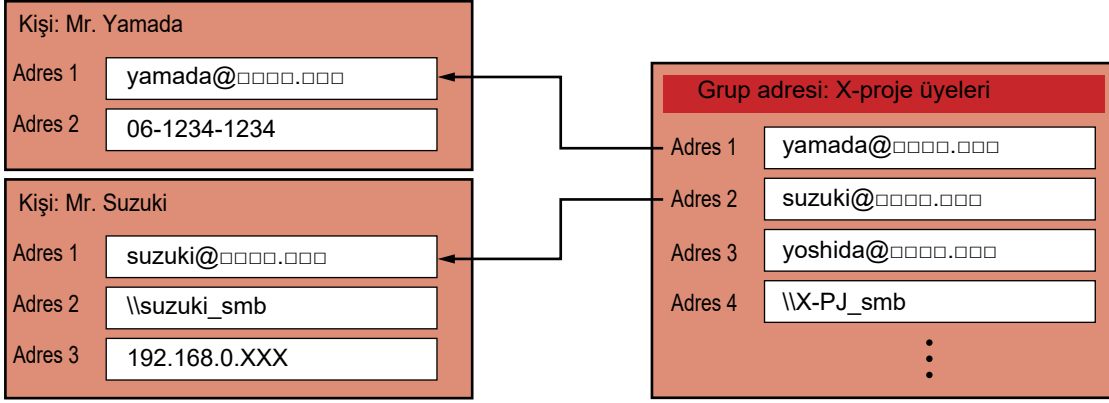 Kişi: Mr. Yamada
Adres 1 yamada@□□□□.□□□
Adres 2 06-1234-1234
Kişi: Mr. Suzuki
Adres 1 suzuki@□□□□.□□□
Adres 2 \\suzuki_smb
Adres 3 192.168.0.XXX
Grup adresi: X-proje üyeleri
Adres 1 yamada@□□□□.□□□
Adres 2 suzuki@□□□□.□□□
Adres 3 yoshida@□□□□.□□□
Adres 4 \\X-PJ_smb